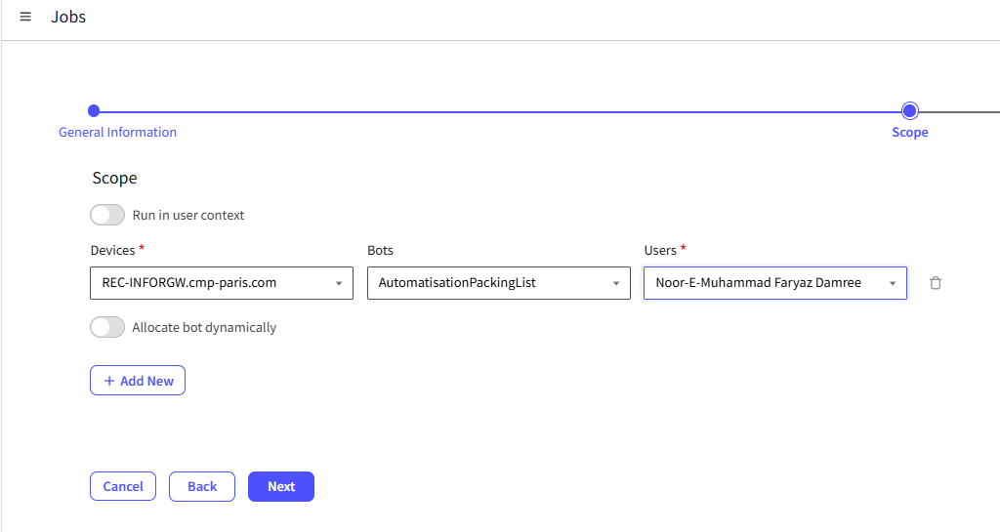 Jobs
General Information
Scope
Scope
Run in user context
Devices *
Bots
Users *
REC-INFORGW.cmp-paris.com
AutomatisationPackingList
Noor-E-Muhammad Faryaz Damree
Allocate bot dynamically
+ Add New
Cancel
Back
Next